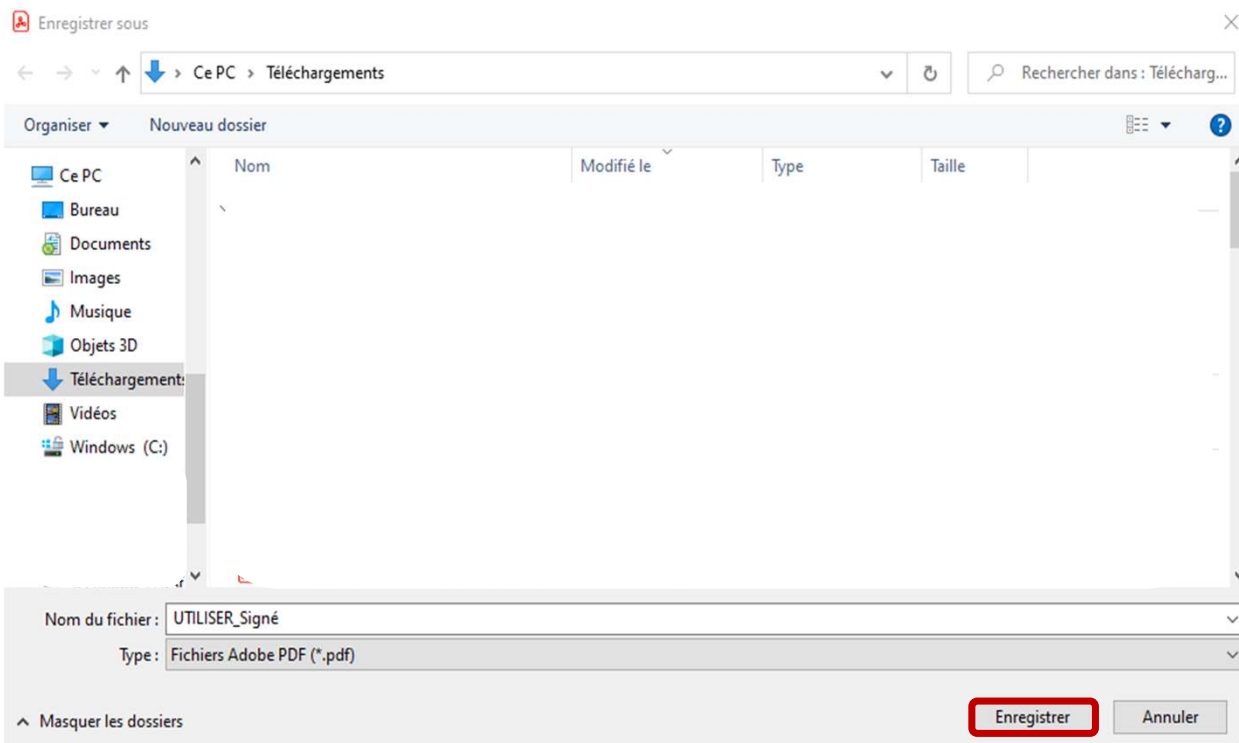 Enregistrer sous
Ce PC > Téléchargements
Rechercher dans : Télécharg...
Organiser Nouveau dossier
Nom Modifié le Type Taille
Ce PC
Bureau
Documents
Images
Musique
Objets 3D
Téléchargements
Vidéos
Windows (C:)
Nom du fichier : UTILISER_Signé
Type : Fichiers Adobe PDF (*.pdf)
Masquer les dossiers Enregistrer Annuler